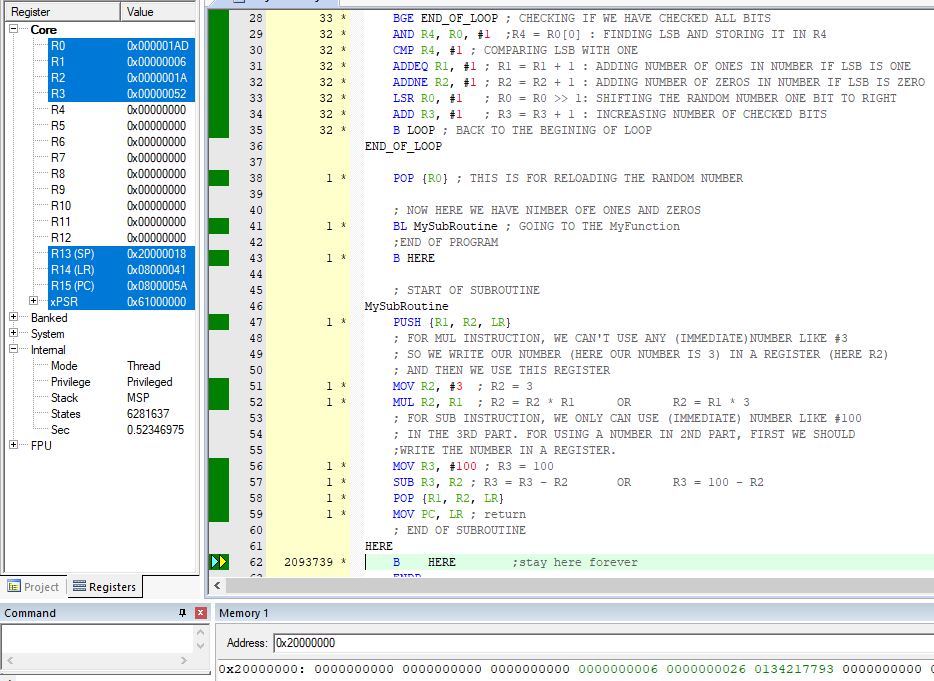 Register Value
Core
R0 0x000001AD
R1 0x00000006
R2 0x0000001A
R3 0x00000052
R4 0x00000000
R5 0x00000000
R6 0x00000000
R7 0x00000000
R8 0x00000000
R9 0x00000000
R10 0x00000000
R11 0x00000000
R12 0x00000000
R13 (SP) 0x20000018
R14 (LR) 0x08000041
R15 (PC) 0x0800005A
xPSR 0x61000000
Banked
System
Internal
Mode Thread
Privilege Privileged
Stack MSP
States 6281637
Sec 0.52346975
FPU
Project Registers
28 33 * BGE END_OF_LOOP ; CHECKING IF WE HAVE CHECKED ALL BITS
29 32 * AND R4, R0, #1 ;R4 = R0[0] : FINDING LSB AND STORING IT IN R4
30 32 * CMP R4, #1 ; COMPARING LSB WITH ONE
31 32 * ADDEQ R1, #1 ; R1 = R1 + 1 : ADDING NUMBER OF ONES IN NUMBER IF LSB IS ONE
32 32 * ADDNE R2, #1 ; R2 = R2 + 1 : ADDING NUMBER OF ZEROS IN NUMBER IF LSB IS ZERO
33 32 * LSR R0, #1 ; R0 = R0 >> 1: SHIFTING THE RANDOM NUMBER ONE BIT TO RIGHT
34 32 * ADD R3, #1 ; R3 = R3 + 1 : INCREASING NUMBER OF CHECKED BITS
35 32 * B LOOP ; BACK TO THE BEGINING OF LOOP
36 END_OF_LOOP
37
38 1 * POP {R0} ; THIS IS FOR RELOADING THE RANDOM NUMBER
39
40 ; NOW HERE WE HAVE NIMBER OFE ONES AND ZEROS
41 1 * BL MySubRoutine ; GOING TO THE MyFunction
42 ;END OF PROGRAM
43 1 * B HERE
44
45 ; START OF SUBROUTINE
46 MySubRoutine
47 1 * PUSH {R1, R2, LR}
48 ; FOR MUL INSTRUCTION, WE CAN'T USE ANY (IMMEDIATE)NUMBER LIKE #3
49 ; SO WE WRITE OUR NUMBER (HERE OUR NUMBER IS 3) IN A REGISTER (HERE R2)
50 ; AND THEN WE USE THIS REGISTER
51 1 * MOV R2, #3 ; R2 = 3
52 1 * MUL R2, R1 ; R2 = R2 * R1 OR R2 = R1 * 3
53 ; FOR SUB INSTRUCTION, WE ONLY CAN USE (IMMEDIATE) NUMBER LIKE #100
54 ; IN THE 3RD PART. FOR USING A NUMBER IN 2ND PART, FIRST WE SHOULD
55 ;WRITE THE NUMBER IN A REGISTER.
56 1 * MOV R3, #100 ; R3 = 100
57 1 * SUB R3, R2 ; R3 = R3 - R2 OR R3 = 100 - R2
58 1 * POP {R1, R2, LR}
59 1 * MOV PC, LR ; return
60 ; END OF SUBROUTINE
61 HERE
62 2093739 * B HERE ;stay here forever
Command
Memory 1
Address: 0x20000000
0x20000000: 0000000000 0000000000 0000000000 0000000006 0000000026 0134217793 0000000000